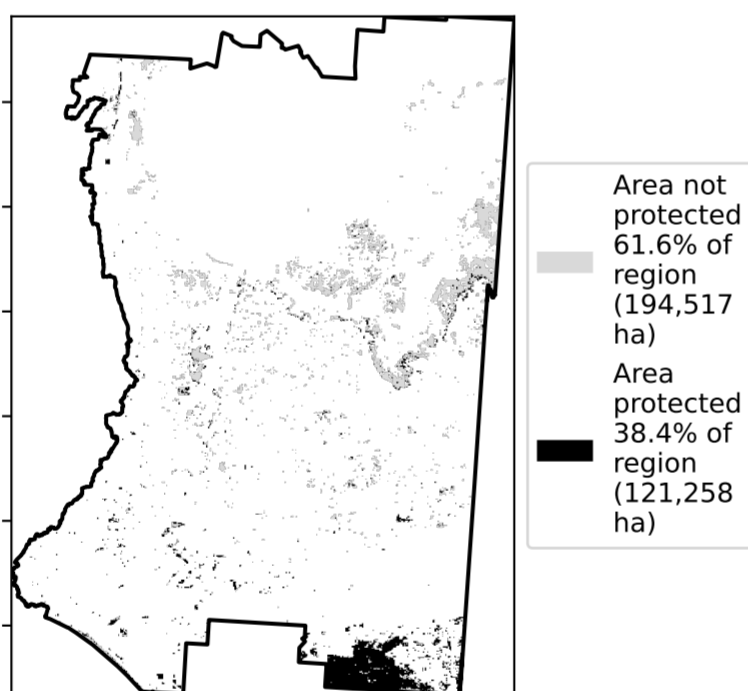 Area not
protected
61.6% of
region
(194,517
ha)
Area
protected
38.4% of
region
(121,258
ha)